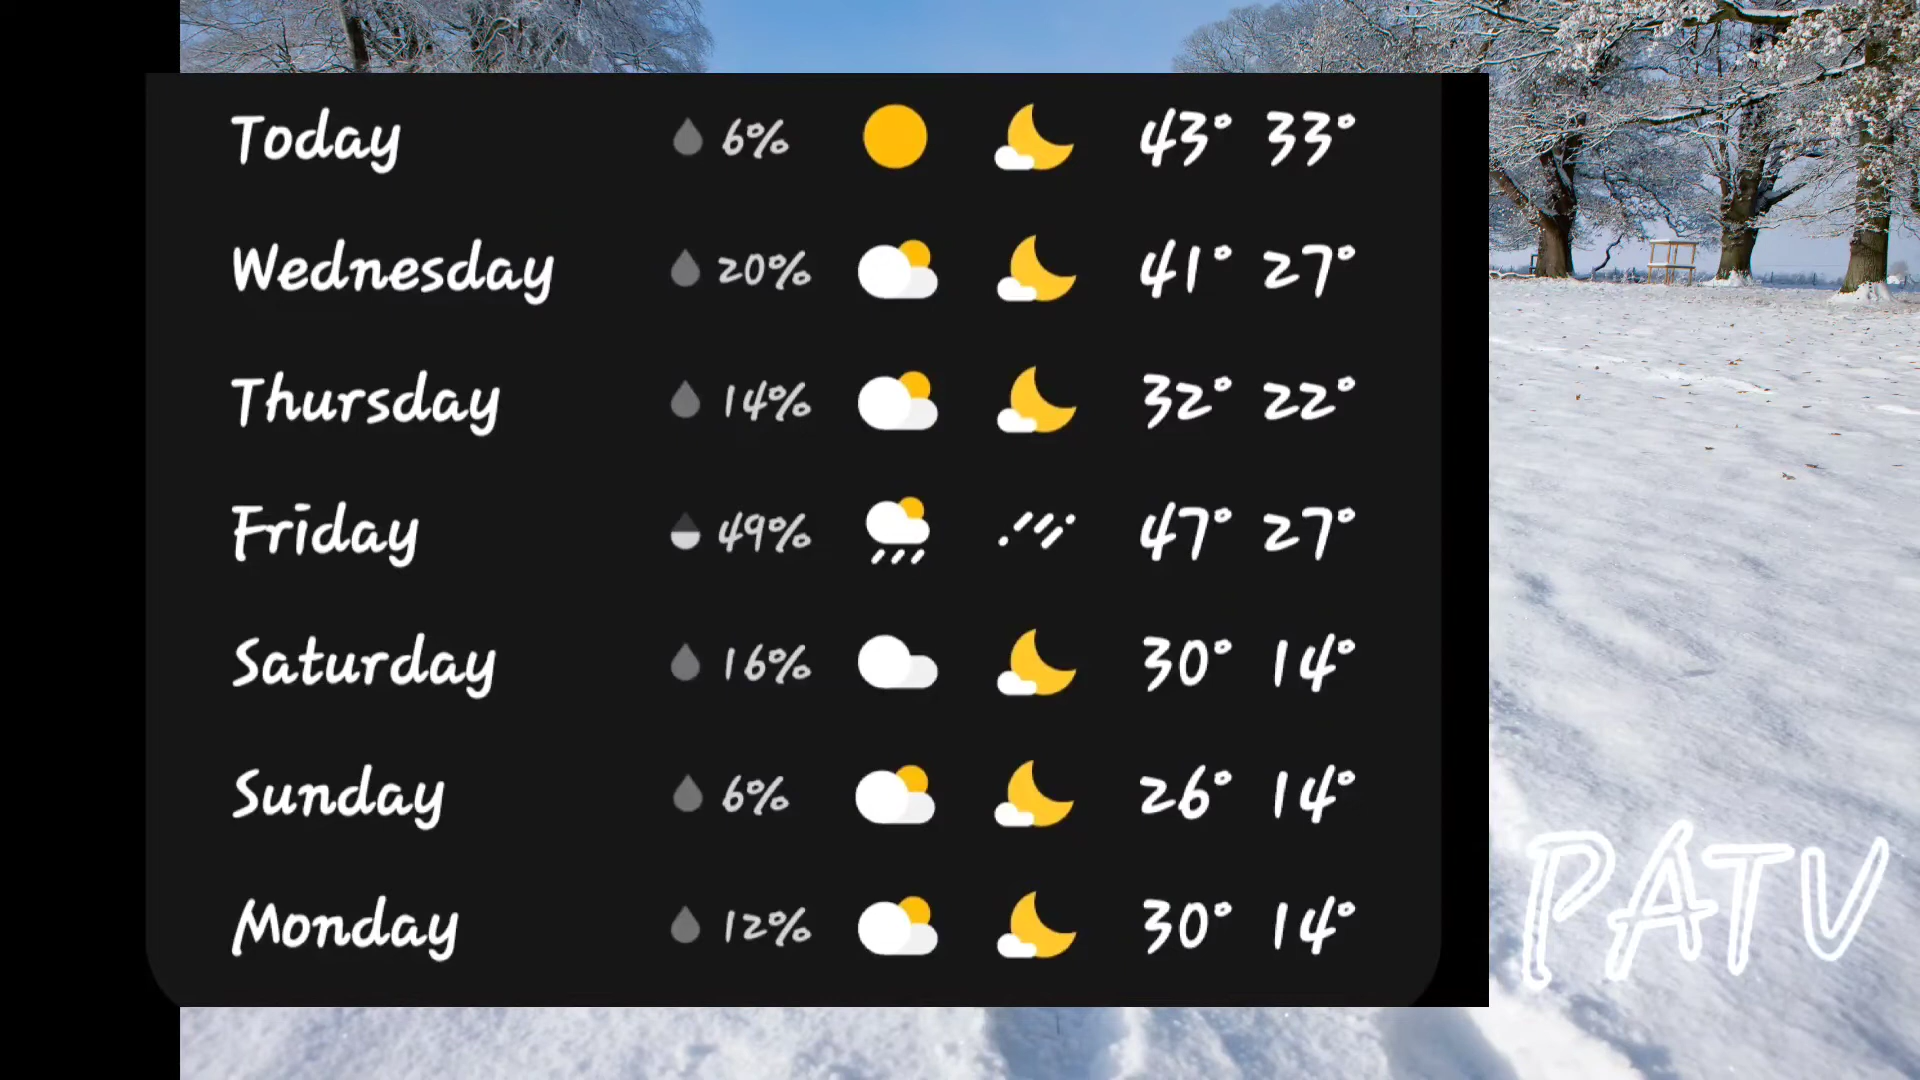 Today 6% 43° 33°
Wednesday 20% 41° 27°
Thursday 14% 32° 22°
Friday 49% 47° 27°
Saturday 16% 30° 14°
Sunday 6% 26° 14°
Monday 12% 30° 14°
PATV